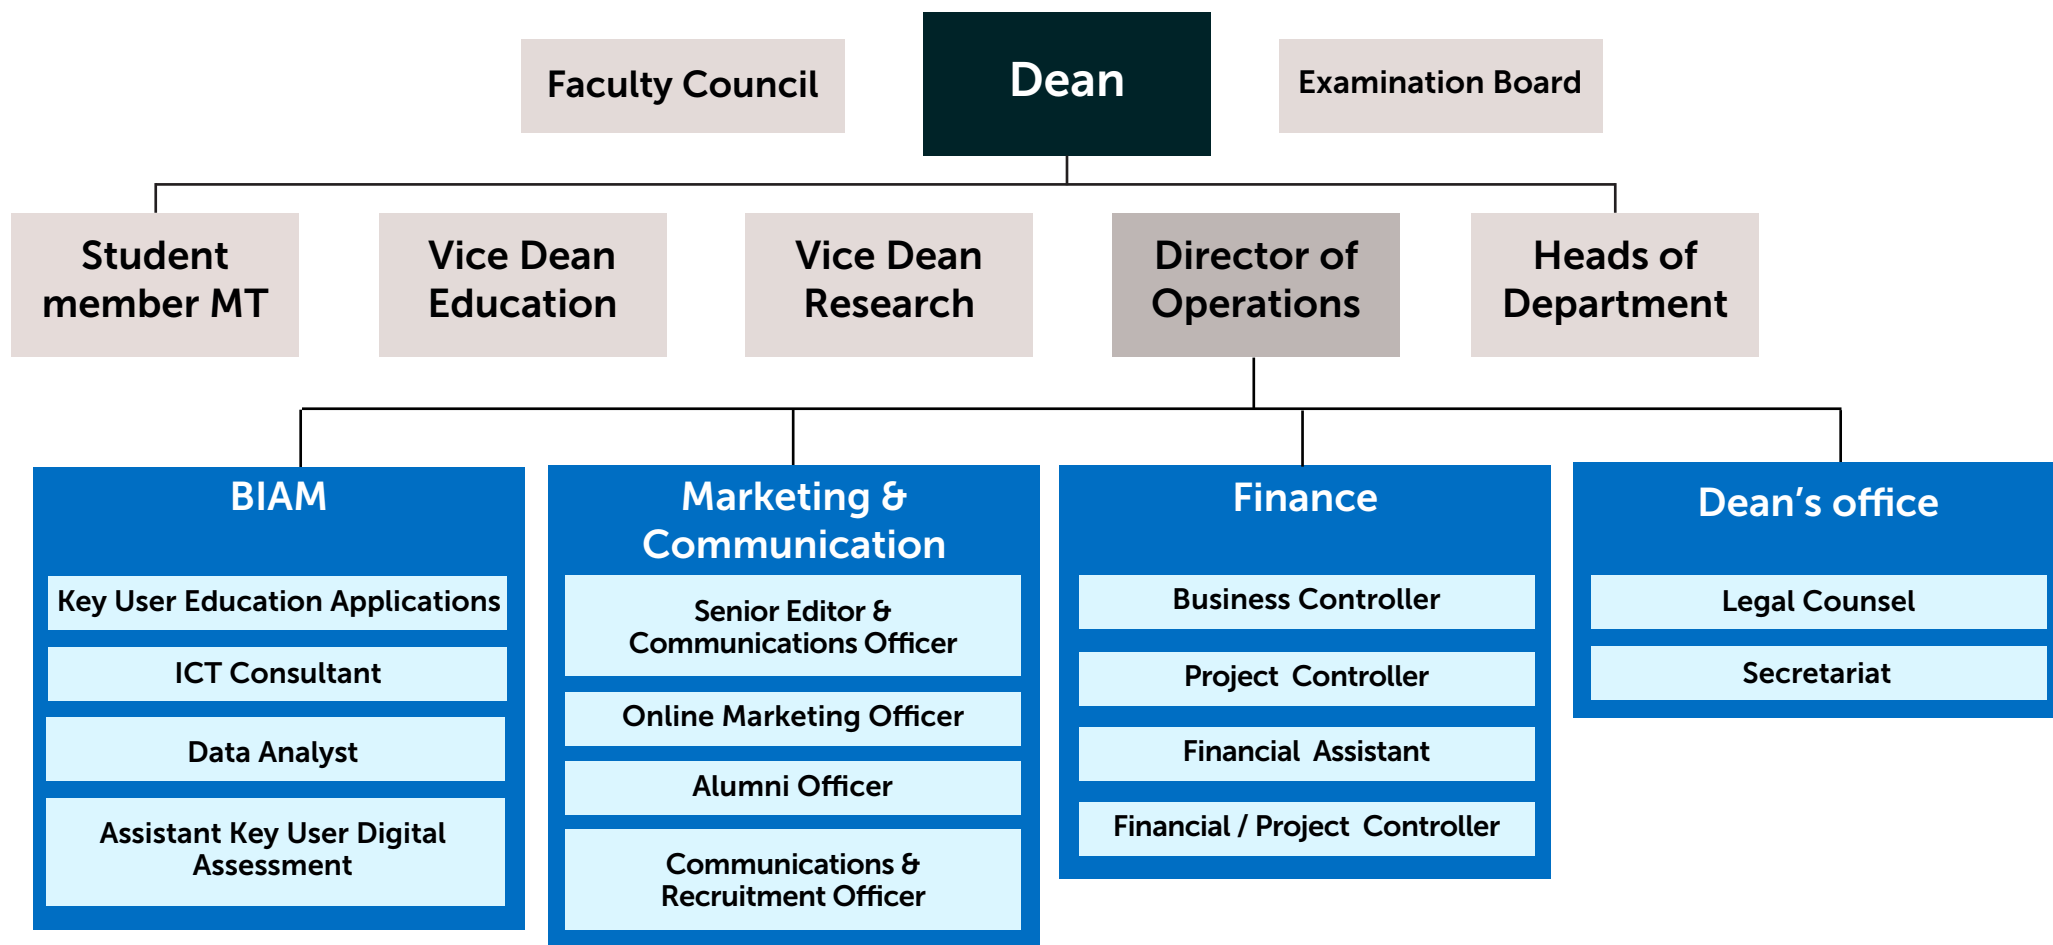 Faculty Council
Dean
Examination Board
Student
member MT
Vice Dean
Education
Vice Dean
Research
Director of
Operations
Heads of
Department
BIAM
Key User Education Applications
ICT Consultant
Data Analyst
Assistant Key User Digital
Assessment
Marketing &
Communication
Senior Editor &
Communications Officer
Online Marketing Officer
Alumni Officer
Communications &
Recruitment Officer
Finance
Business Controller
Project Controller
Financial Assistant
Financial / Project Controller
Dean’s office
Legal Counsel
Secretariat